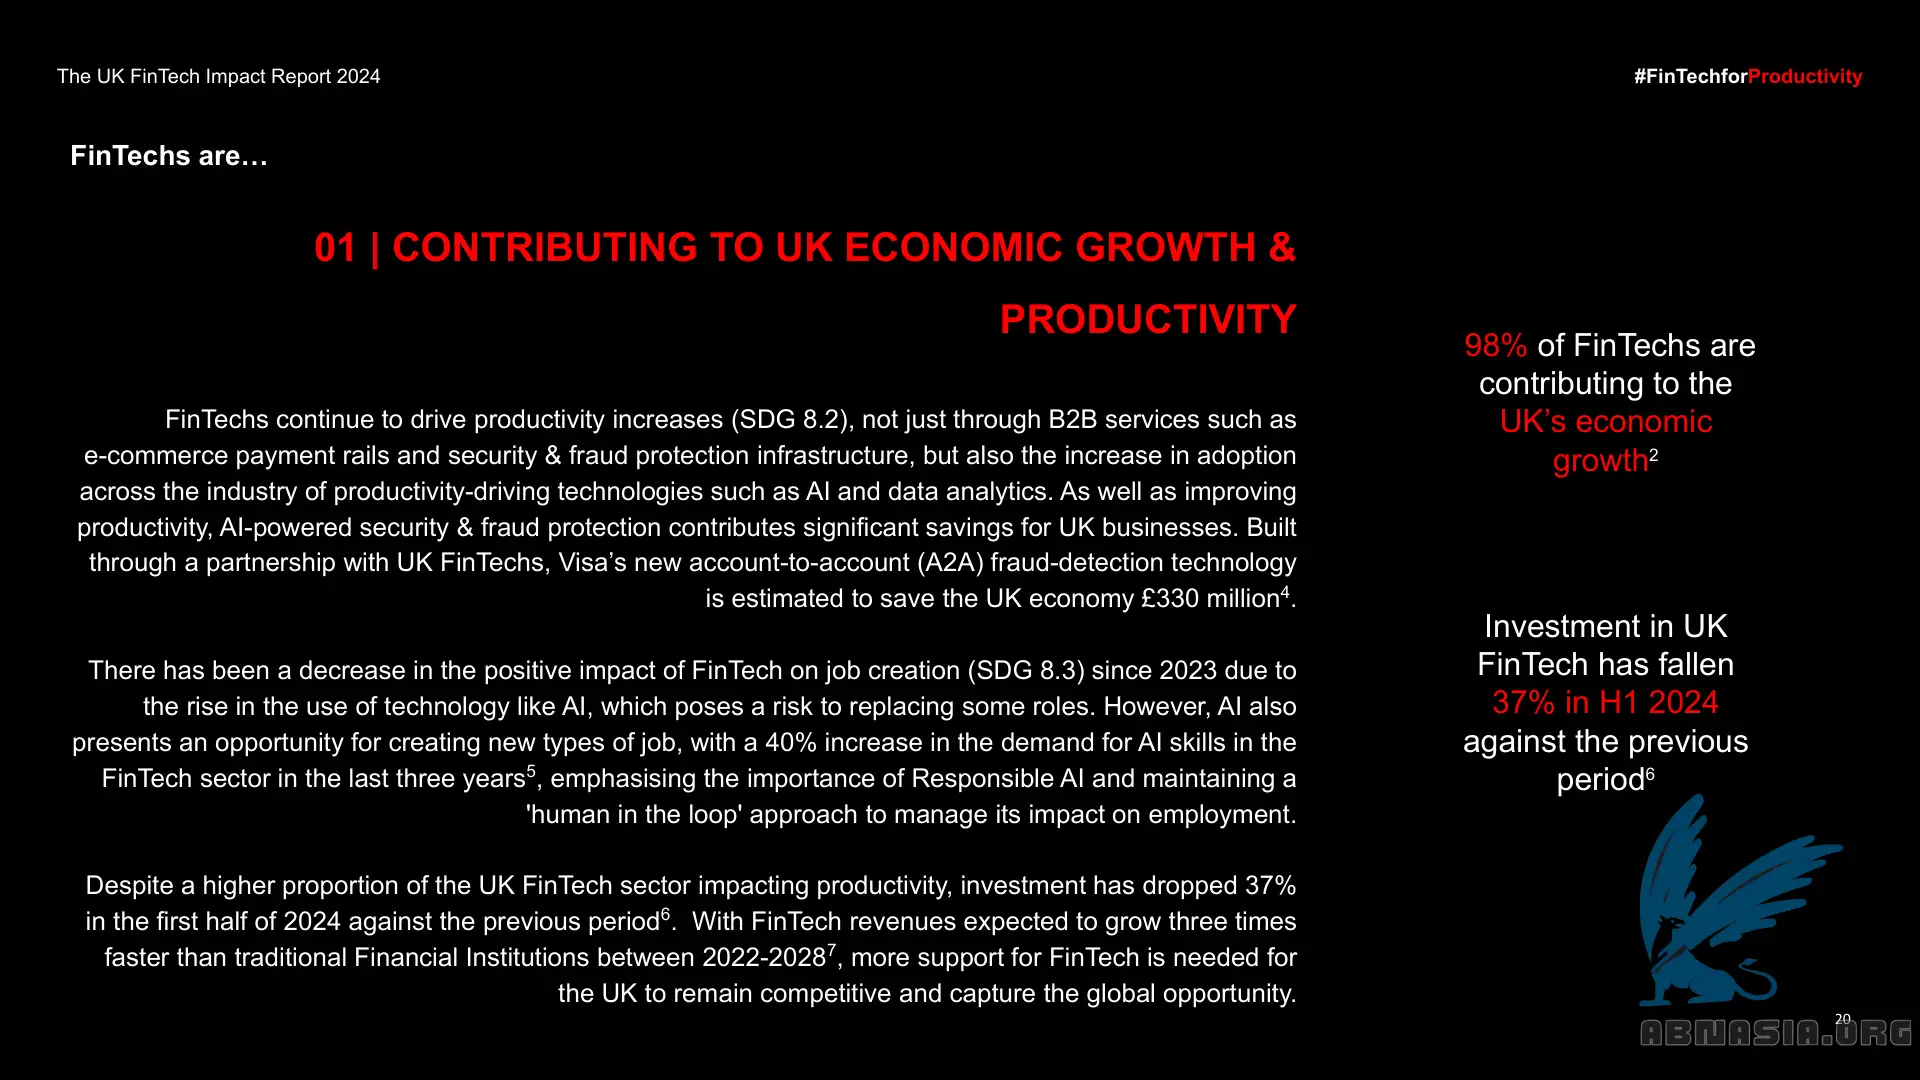 The UK FinTech Impact Report 2024
#FinTechforProductivity
FinTechs are…
01 | CONTRIBUTING TO UK ECONOMIC GROWTH &
PRODUCTIVITY
FinTechs continue to drive productivity increases (SDG 8.2), not just through B2B services such as
e-commerce payment rails and security & fraud protection infrastructure, but also the increase in adoption
across the industry of productivity-driving technologies such as AI and data analytics. As well as improving
productivity, AI-powered security & fraud protection contributes significant savings for UK businesses. Built
through a partnership with UK FinTechs, Visa’s new account-to-account (A2A) fraud-detection technology
is estimated to save the UK economy £330 million4.
There has been a decrease in the positive impact of FinTech on job creation (SDG 8.3) since 2023 due to
the rise in the use of technology like AI, which poses a risk to replacing some roles. However, AI also
presents an opportunity for creating new types of job, with a 40% increase in the demand for AI skills in the
FinTech sector in the last three years5, emphasising the importance of Responsible AI and maintaining a
'human in the loop' approach to manage its impact on employment.
Despite a higher proportion of the UK FinTech sector impacting productivity, investment has dropped 37%
in the first half of 2024 against the previous period6.  With FinTech revenues expected to grow three times
faster than traditional Financial Institutions between 2022-20287, more support for FinTech is needed for
the UK to remain competitive and capture the global opportunity.
98% of FinTechs are
contributing to the
UK’s economic
growth2
Investment in UK
FinTech has fallen
37% in H1 2024
against the previous
period6
20
ABNASIA.ORG